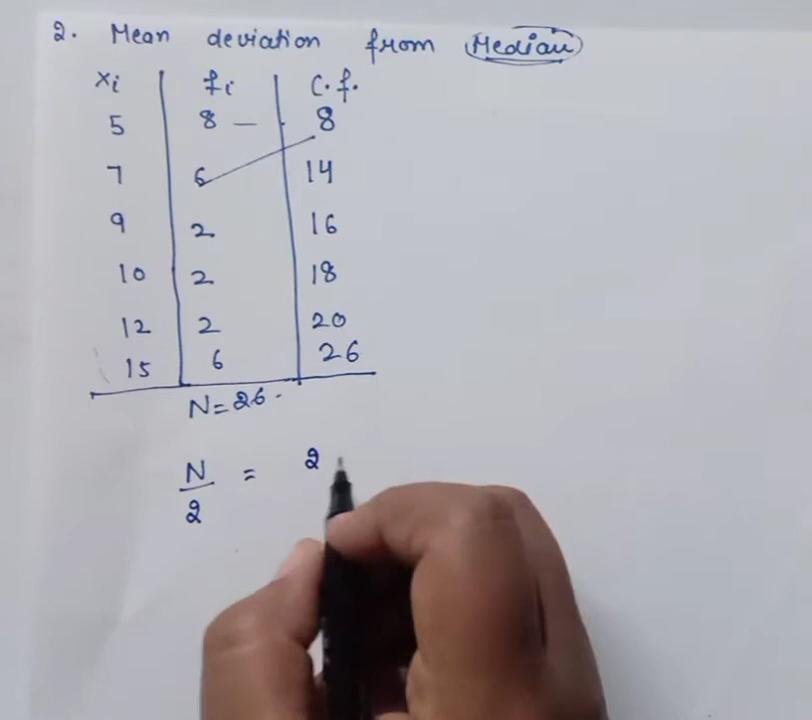 2. Mean deviation from Median
xi fi c.f.
5 8 — 8
7 6 14
9 2 16
10 2 18
12 2 20
15 6 26
N=26.
N/2 = 2